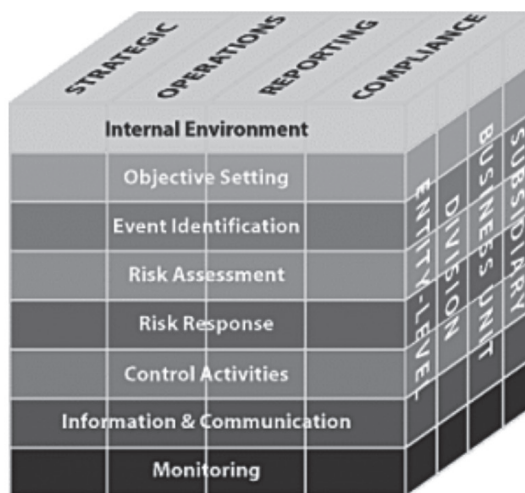 STRATEGIC
OPERATIONS
REPORTING
COMPLIANCE
Internal Environment
Objective Setting
Event Identification
Risk Assessment
Risk Response
Control Activities
Information & Communication
Monitoring
ENTITY-LEVEL
DIVISION
BUSINESS UNIT
SUBSIDIARY